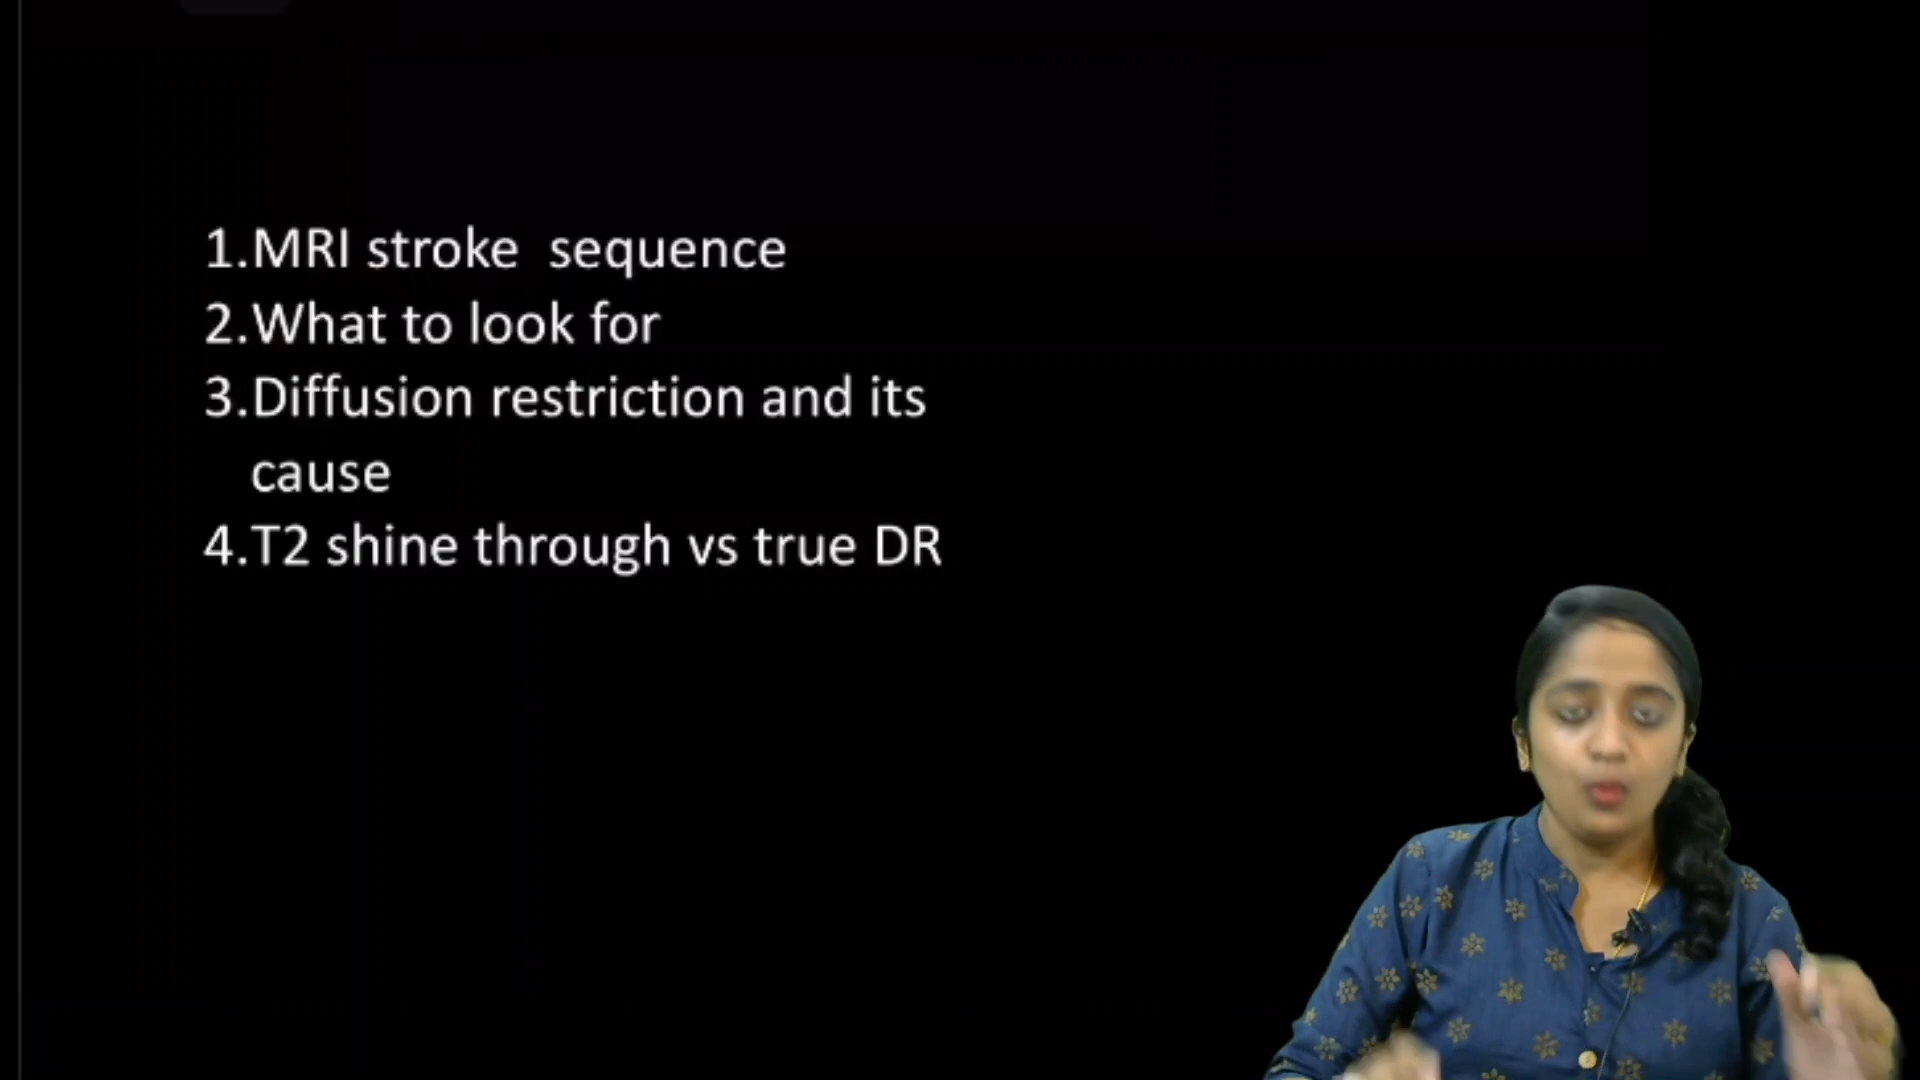 1.MRI stroke  sequence
2.What to look for
3.Diffusion restriction and its
cause
4.T2 shine through vs true DR